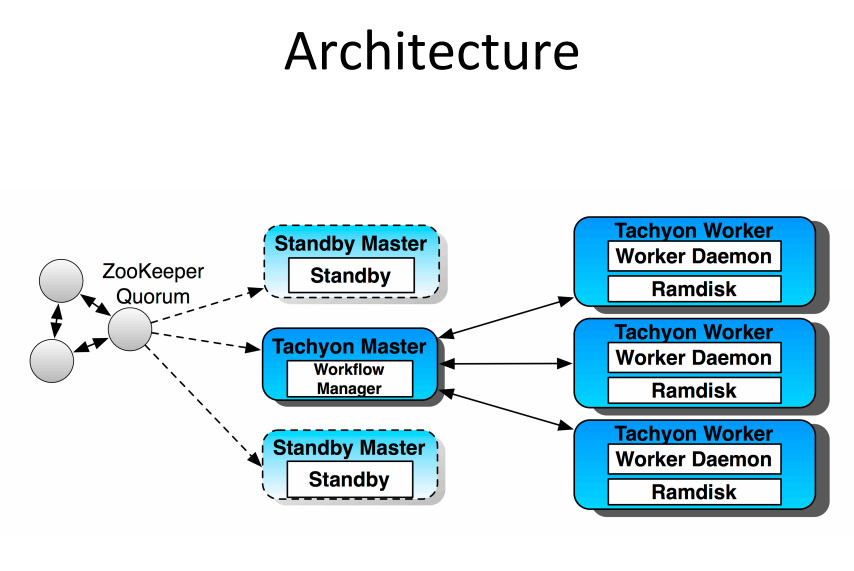 Architecture
ZooKeeper
Quorum
Standby Master
Standby
Tachyon Master
Workflow
Manager
Standby Master
Standby
Tachyon Worker
Worker Daemon
Ramdisk
Tachyon Worker
Worker Daemon
Ramdisk
Tachyon Worker
Worker Daemon
Ramdisk